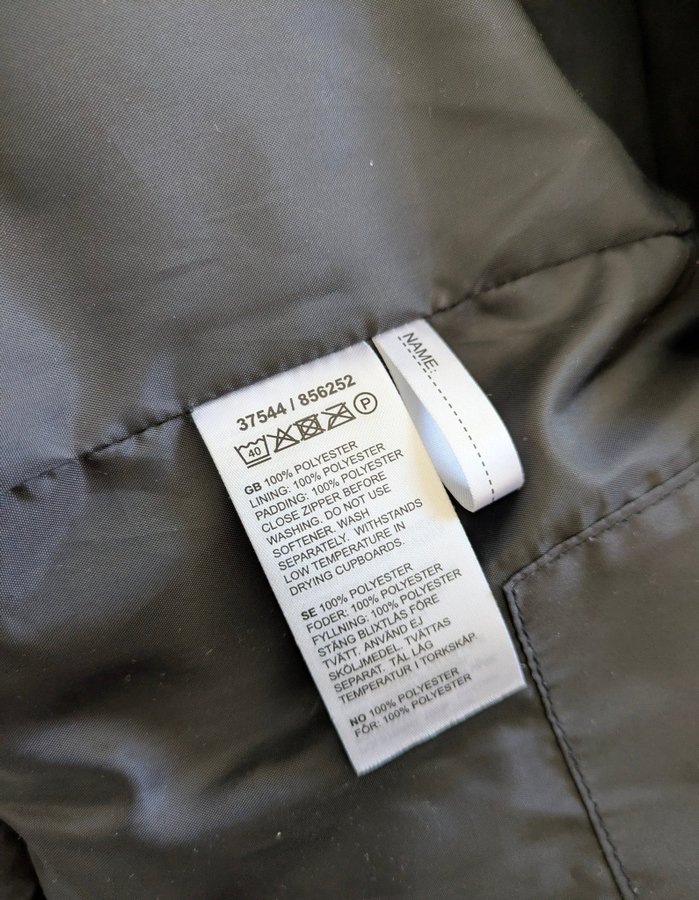 37544 / 856252
40 P
GB 100% POLYESTER
LINING: 100% POLYESTER
PADDING: 100% POLYESTER
CLOSE ZIPPER BEFORE
WASHING. DO NOT USE
SOFTENER. WASH
SEPARATELY. WITHSTANDS
LOW TEMPERATURE IN
DRYING CUPBOARDS.
SE 100% POLYESTER
FODER: 100% POLYESTER
FYLLNING: 100% POLYESTER
STÄNG BLIXTLÅS FÖRE
TVÄTT. ANVÄND EJ
SKÖLJMEDEL. TVÄTTAS
SEPARAT. TÅL LÅG
TEMPERATUR I TORKSKÅP.
NO 100% POLYESTER
FÔR: 100% POLYESTER
NAME: